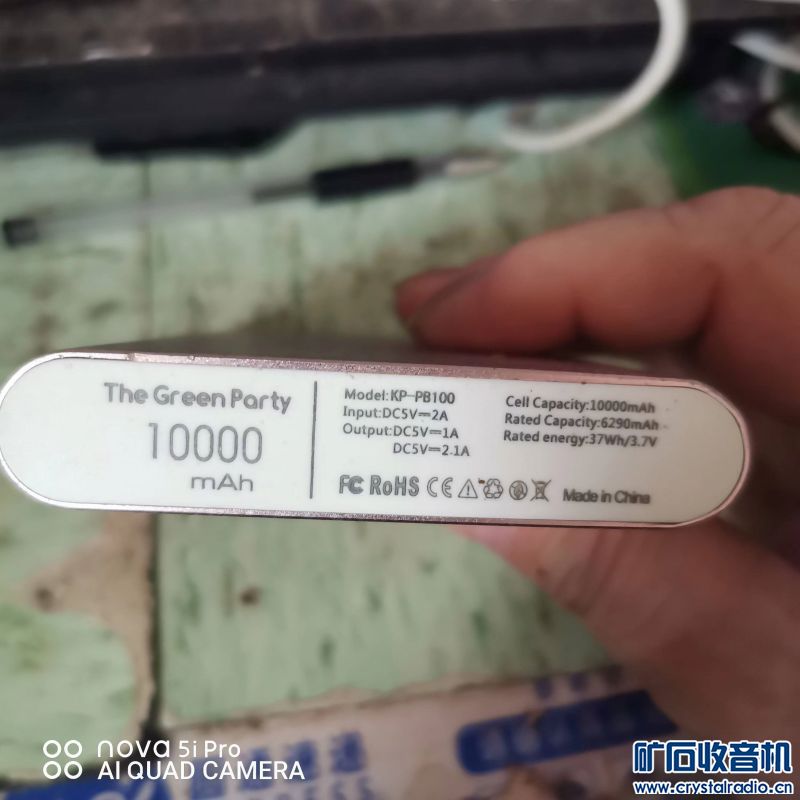 The Green Party
10000
mAh
Model:KP-PB100
Input:DC5V⎓2A
Output:DC5V⎓1A
DC5V⎓2.1A
Cell Capacity:10000mAh
Rated Capacity:6290mAh
Rated energy:37Wh/3.7V
FC RoHS CE
Made in China
nova 5i Pro
AI QUAD CAMERA
矿石收音机
www.crystalradio.cn